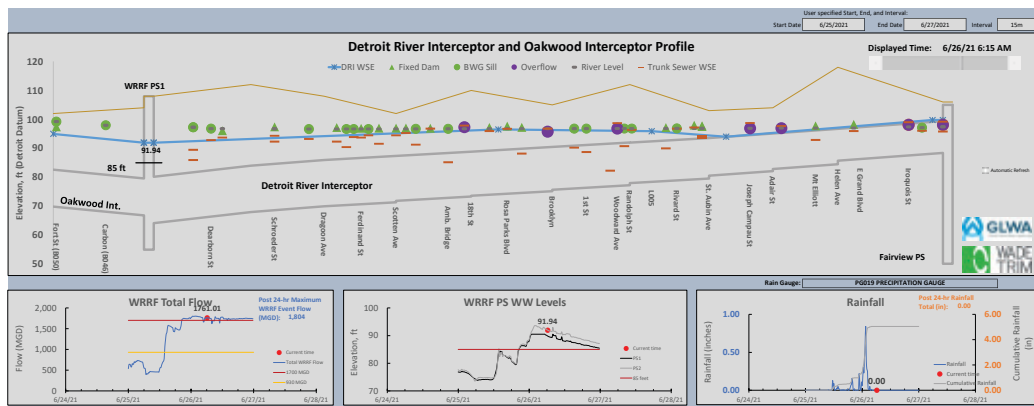 User specified Start, End, and Interval:
Start Date 6/25/2021 End Date 6/27/2021 Interval 15m
Detroit River Interceptor and Oakwood Interceptor Profile
Displayed Time: 6/26/21 6:15 AM
DRI WSE Fixed Dam BWG Sill Overflow River Level Trunk Sewer WSE
Elevation, ft (Detroit Datum)
120
110
100
90
80
70
60
50
WRRF PS1
91.94
85 ft
Detroit River Interceptor
Oakwood Int.
Fairview PS
Fort St (8050)
Carbon (8046)
Dearborn St
Schroeder St
Dragoon Ave
Ferdinand St
Scotten Ave
Amb. Bridge
18th St
Rosa Parks Blvd
Brooklyn
1st St
Woodward Ave
Randolph St
L005
Rivard St
St. Aubin Ave
Joseph Campau St
Adair St
Mt Elliott
Helen Ave
E Grand Blvd
Iroquois St
Automatic Refresh
GLWA
WADE
TRIM
Rain Gauge: PG019 PRECIPITATION GAUGE
WRRF Total Flow
Post 24-hr Maximum
WRRF Event Flow
(MGD): 1,804
1761.01
Flow (MGD)
2,000
1,500
1,000
500
0
Current time
Total WRRF Flow
1700 MGD
930 MGD
6/24/21 6/25/21 6/26/21 6/27/21 6/28/21
WRRF PS WW Levels
91.94
Elevation, ft
100
90
80
70
Current time
PS1
PS2
85 feet
6/24/21 6/25/21 6/26/21 6/27/21 6/28/21
Rainfall
Post 24-hr Rainfall
Total (in): 0.00
Rainfall (inches)
1.00
0.50
0.00
0.00
6.0
4.0
2.0
0.0
Cumulative Rainfall
(in)
Rainfall
Current time
Cumulative Rainfall
6/24/21 6/25/21 6/26/21 6/27/21 6/28/21